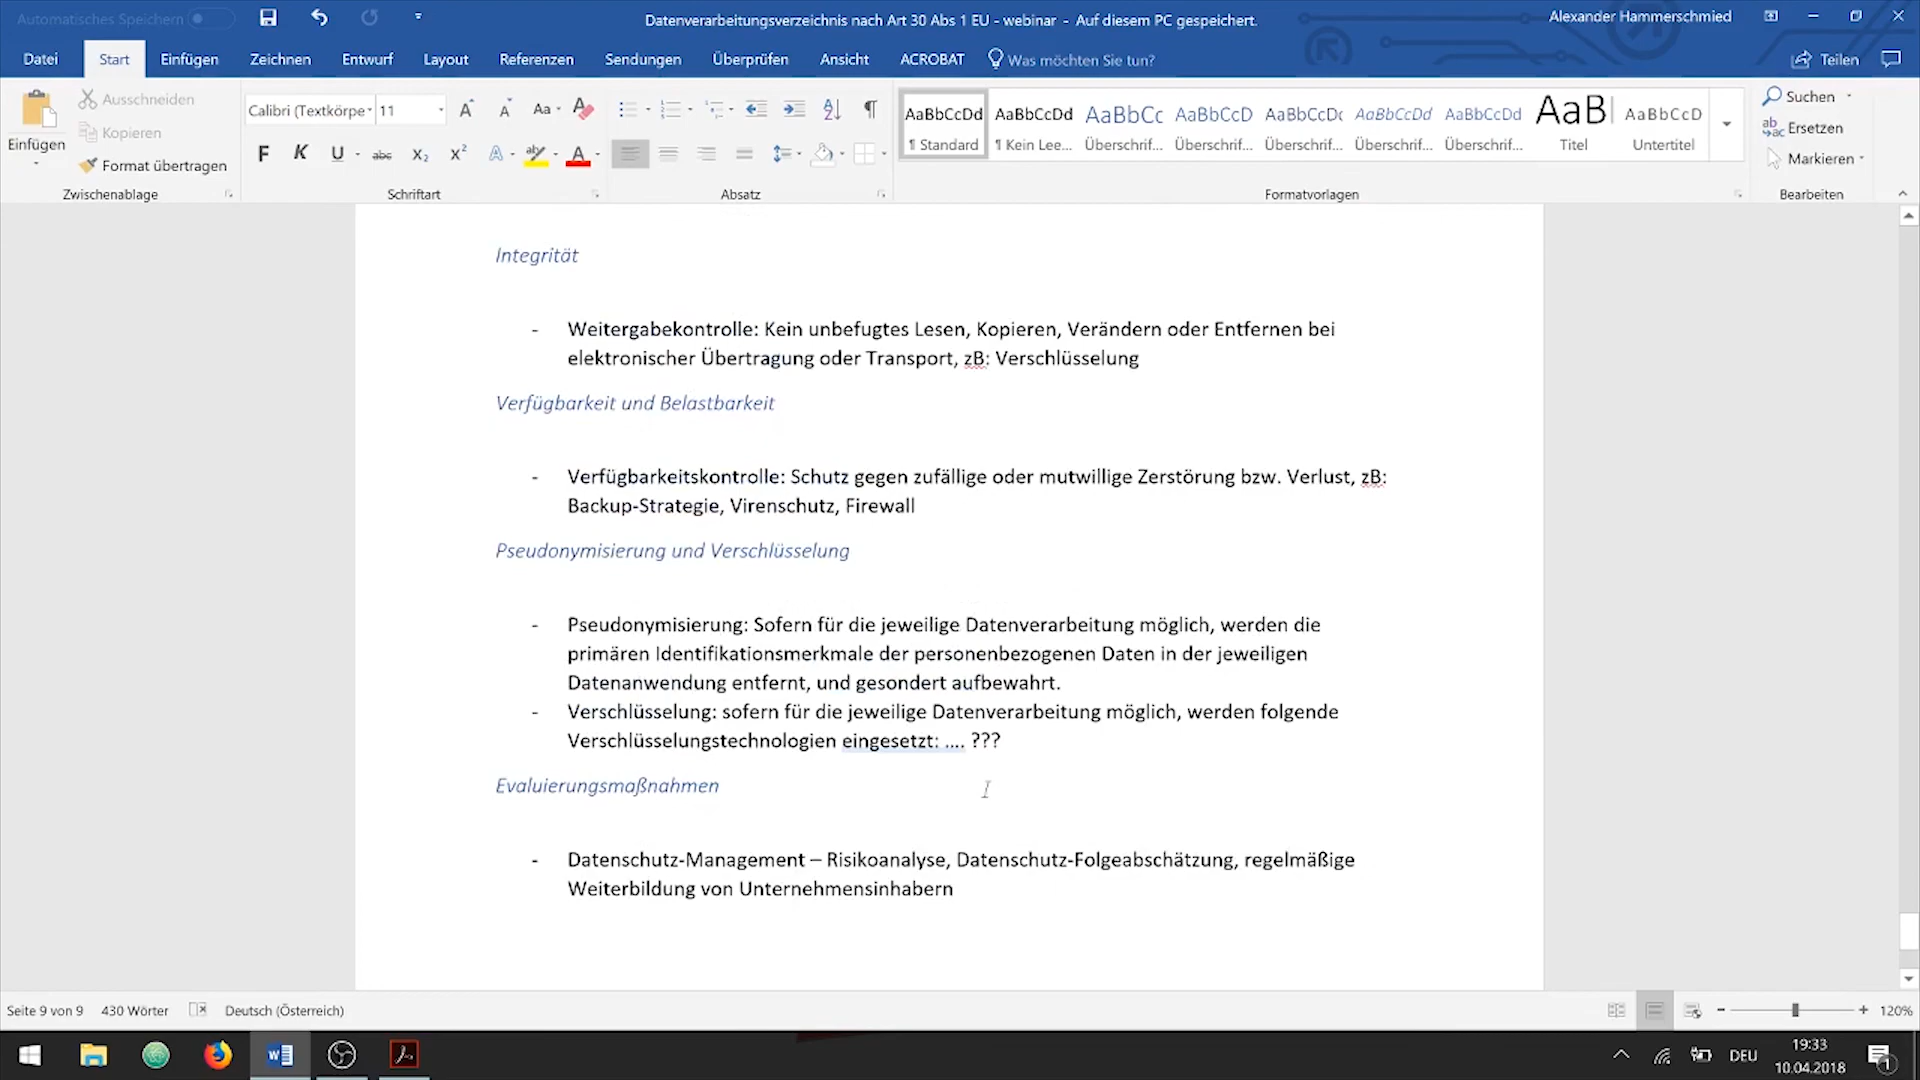 Automatisches Speichern
Datenverarbeitungsverzeichnis nach Art 30 Abs 1 EU - webinar - Auf diesem PC gespeichert.
Alexander Hammerschmied
Datei Start Einfügen Zeichnen Entwurf Layout Referenzen Sendungen Überprüfen Ansicht ACROBAT Was möchten Sie tun? Teilen
Einfügen
Ausschneiden
Kopieren
Format übertragen
Zwischenablage
Calibri (Textkörpe 11
Aa
F K U abc X₂ X²
Schriftart
Absatz
AaBbCcDd AaBbCcDd AaBbCc AaBbCcD AaBbCcDc AaBbCcDd AaBbCcDd AaB AaBbCcD
¶ Standard ¶ Kein Lee... Überschrif... Überschrif... Überschrif... Überschrif... Überschrif... Titel Untertitel
Formatvorlagen
Suchen
Ersetzen
Markieren
Bearbeiten
Integrität
- Weitergabekontrolle: Kein unbefugtes Lesen, Kopieren, Verändern oder Entfernen bei
elektronischer Übertragung oder Transport, zB: Verschlüsselung
Verfügbarkeit und Belastbarkeit
- Verfügbarkeitskontrolle: Schutz gegen zufällige oder mutwillige Zerstörung bzw. Verlust, zB:
Backup-Strategie, Virenschutz, Firewall
Pseudonymisierung und Verschlüsselung
- Pseudonymisierung: Sofern für die jeweilige Datenverarbeitung möglich, werden die
primären Identifikationsmerkmale der personenbezogenen Daten in der jeweiligen
Datenanwendung entfernt, und gesondert aufbewahrt.
- Verschlüsselung: sofern für die jeweilige Datenverarbeitung möglich, werden folgende
Verschlüsselungstechnologien eingesetzt: .... ???
Evaluierungsmaßnahmen
- Datenschutz-Management – Risikoanalyse, Datenschutz-Folgeabschätzung, regelmäßige
Weiterbildung von Unternehmensinhabern
Seite 9 von 9 430 Wörter Deutsch (Österreich) 120%
DEU
19:33
10.04.2018
1